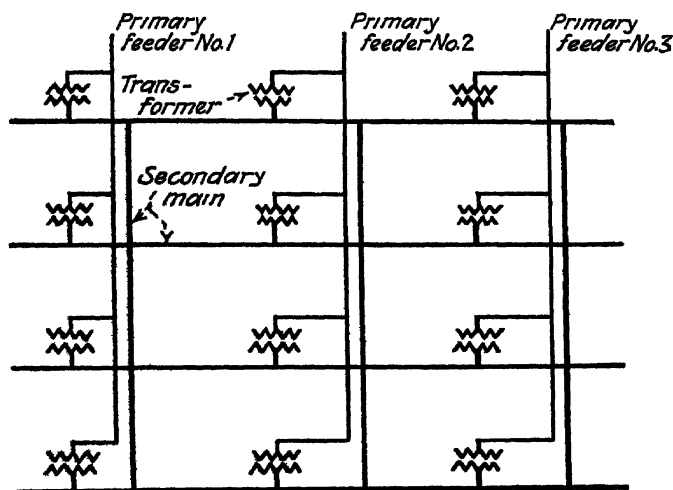 Primary
feeder No.1
Primary
feeder No.2
Primary
feeder No.3
Trans-
former
Secondary
main